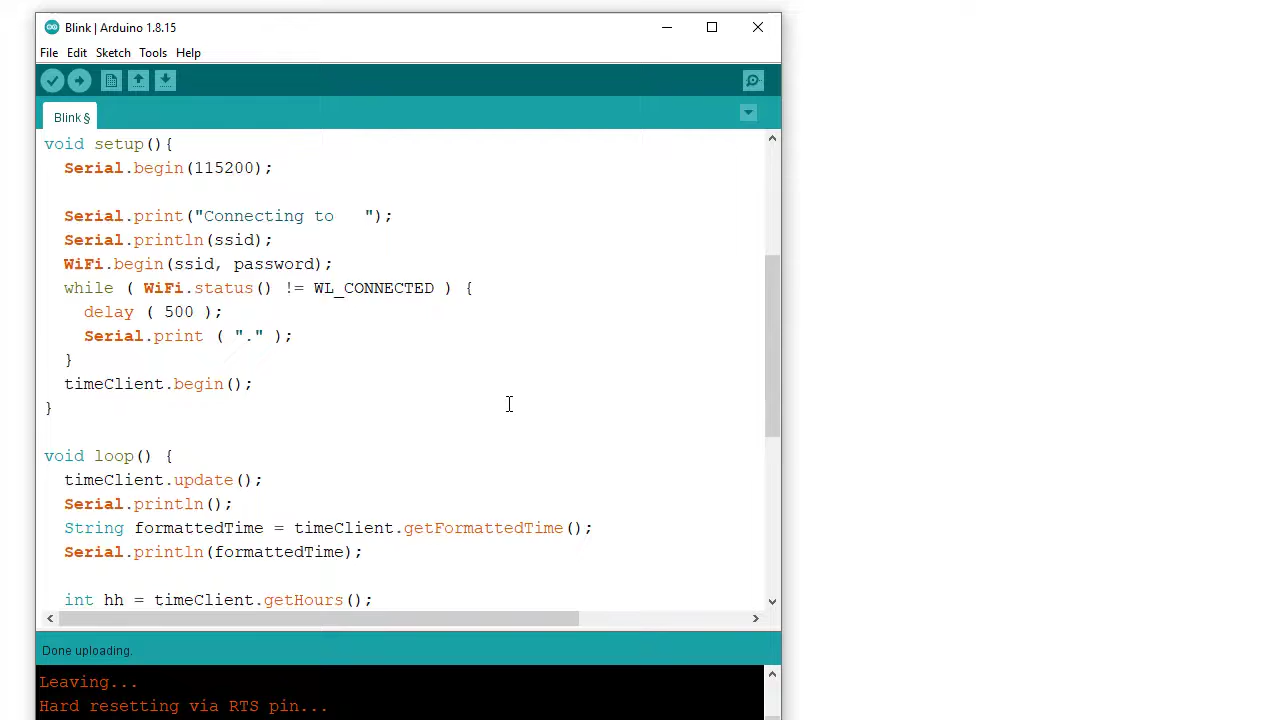 Blink | Arduino 1.8.15
File Edit Sketch Tools Help
Blink §
void setup(){
  Serial.begin(115200);
  Serial.print("Connecting to   ");
  Serial.println(ssid);
  WiFi.begin(ssid, password);
  while ( WiFi.status() != WL_CONNECTED ) {
    delay ( 500 );
    Serial.print ( "." );
  }
  timeClient.begin();
}
void loop() {
  timeClient.update();
  Serial.println();
  String formattedTime = timeClient.getFormattedTime();
  Serial.println(formattedTime);
  int hh = timeClient.getHours();
Done uploading.
Leaving...
Hard resetting via RTS pin...